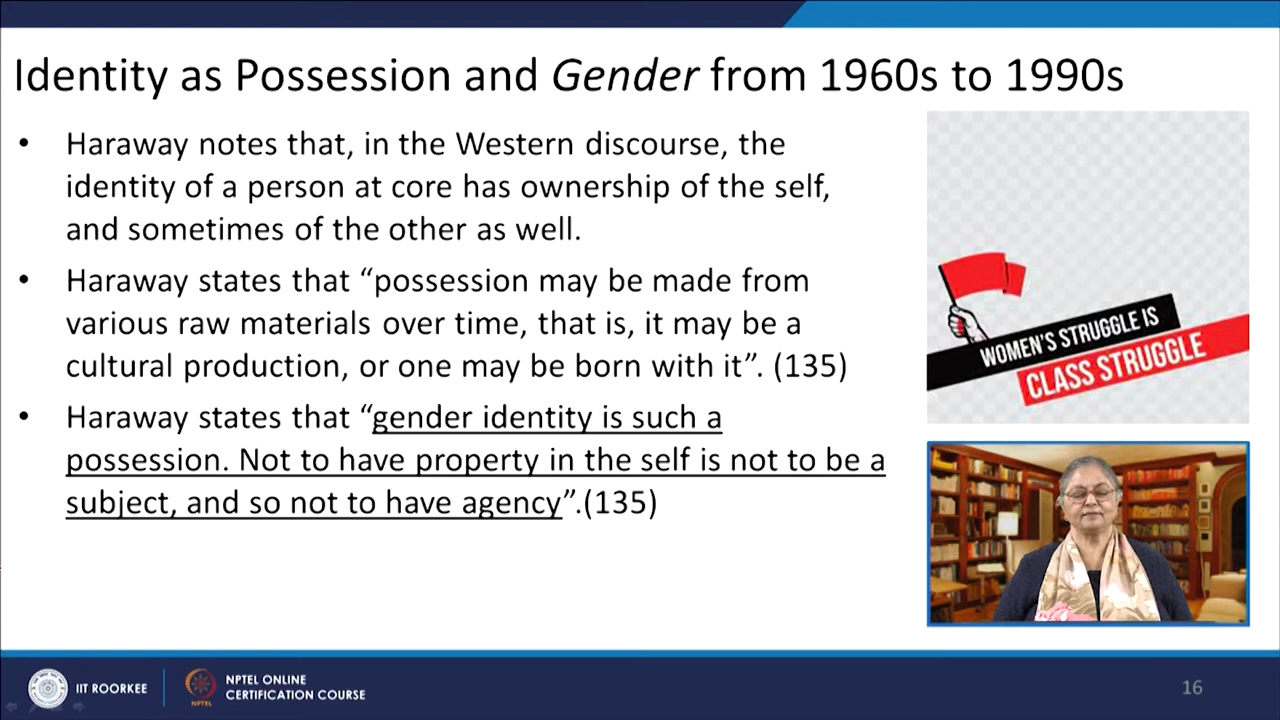 Identity as Possession and Gender from 1960s to 1990s
• Haraway notes that, in the Western discourse, the
identity of a person at core has ownership of the self,
and sometimes of the other as well.
• Haraway states that “possession may be made from
various raw materials over time, that is, it may be a
cultural production, or one may be born with it”. (135)
• Haraway states that “gender identity is such a
possession. Not to have property in the self is not to be a
subject, and so not to have agency”.(135)
WOMEN'S STRUGGLE IS
CLASS STRUGGLE
IIT ROORKEE
NPTEL
NPTEL ONLINE
CERTIFICATION COURSE
16